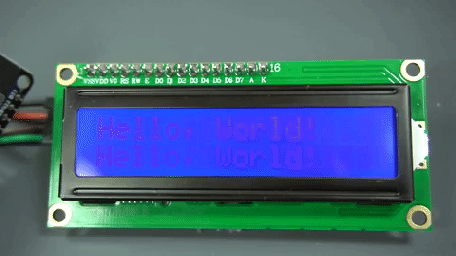 16
VSS VDD V0 RS RW E D0 D1 D2 D3 D4 D5 D6 D7 A K
Hello, World!
Hello, World!